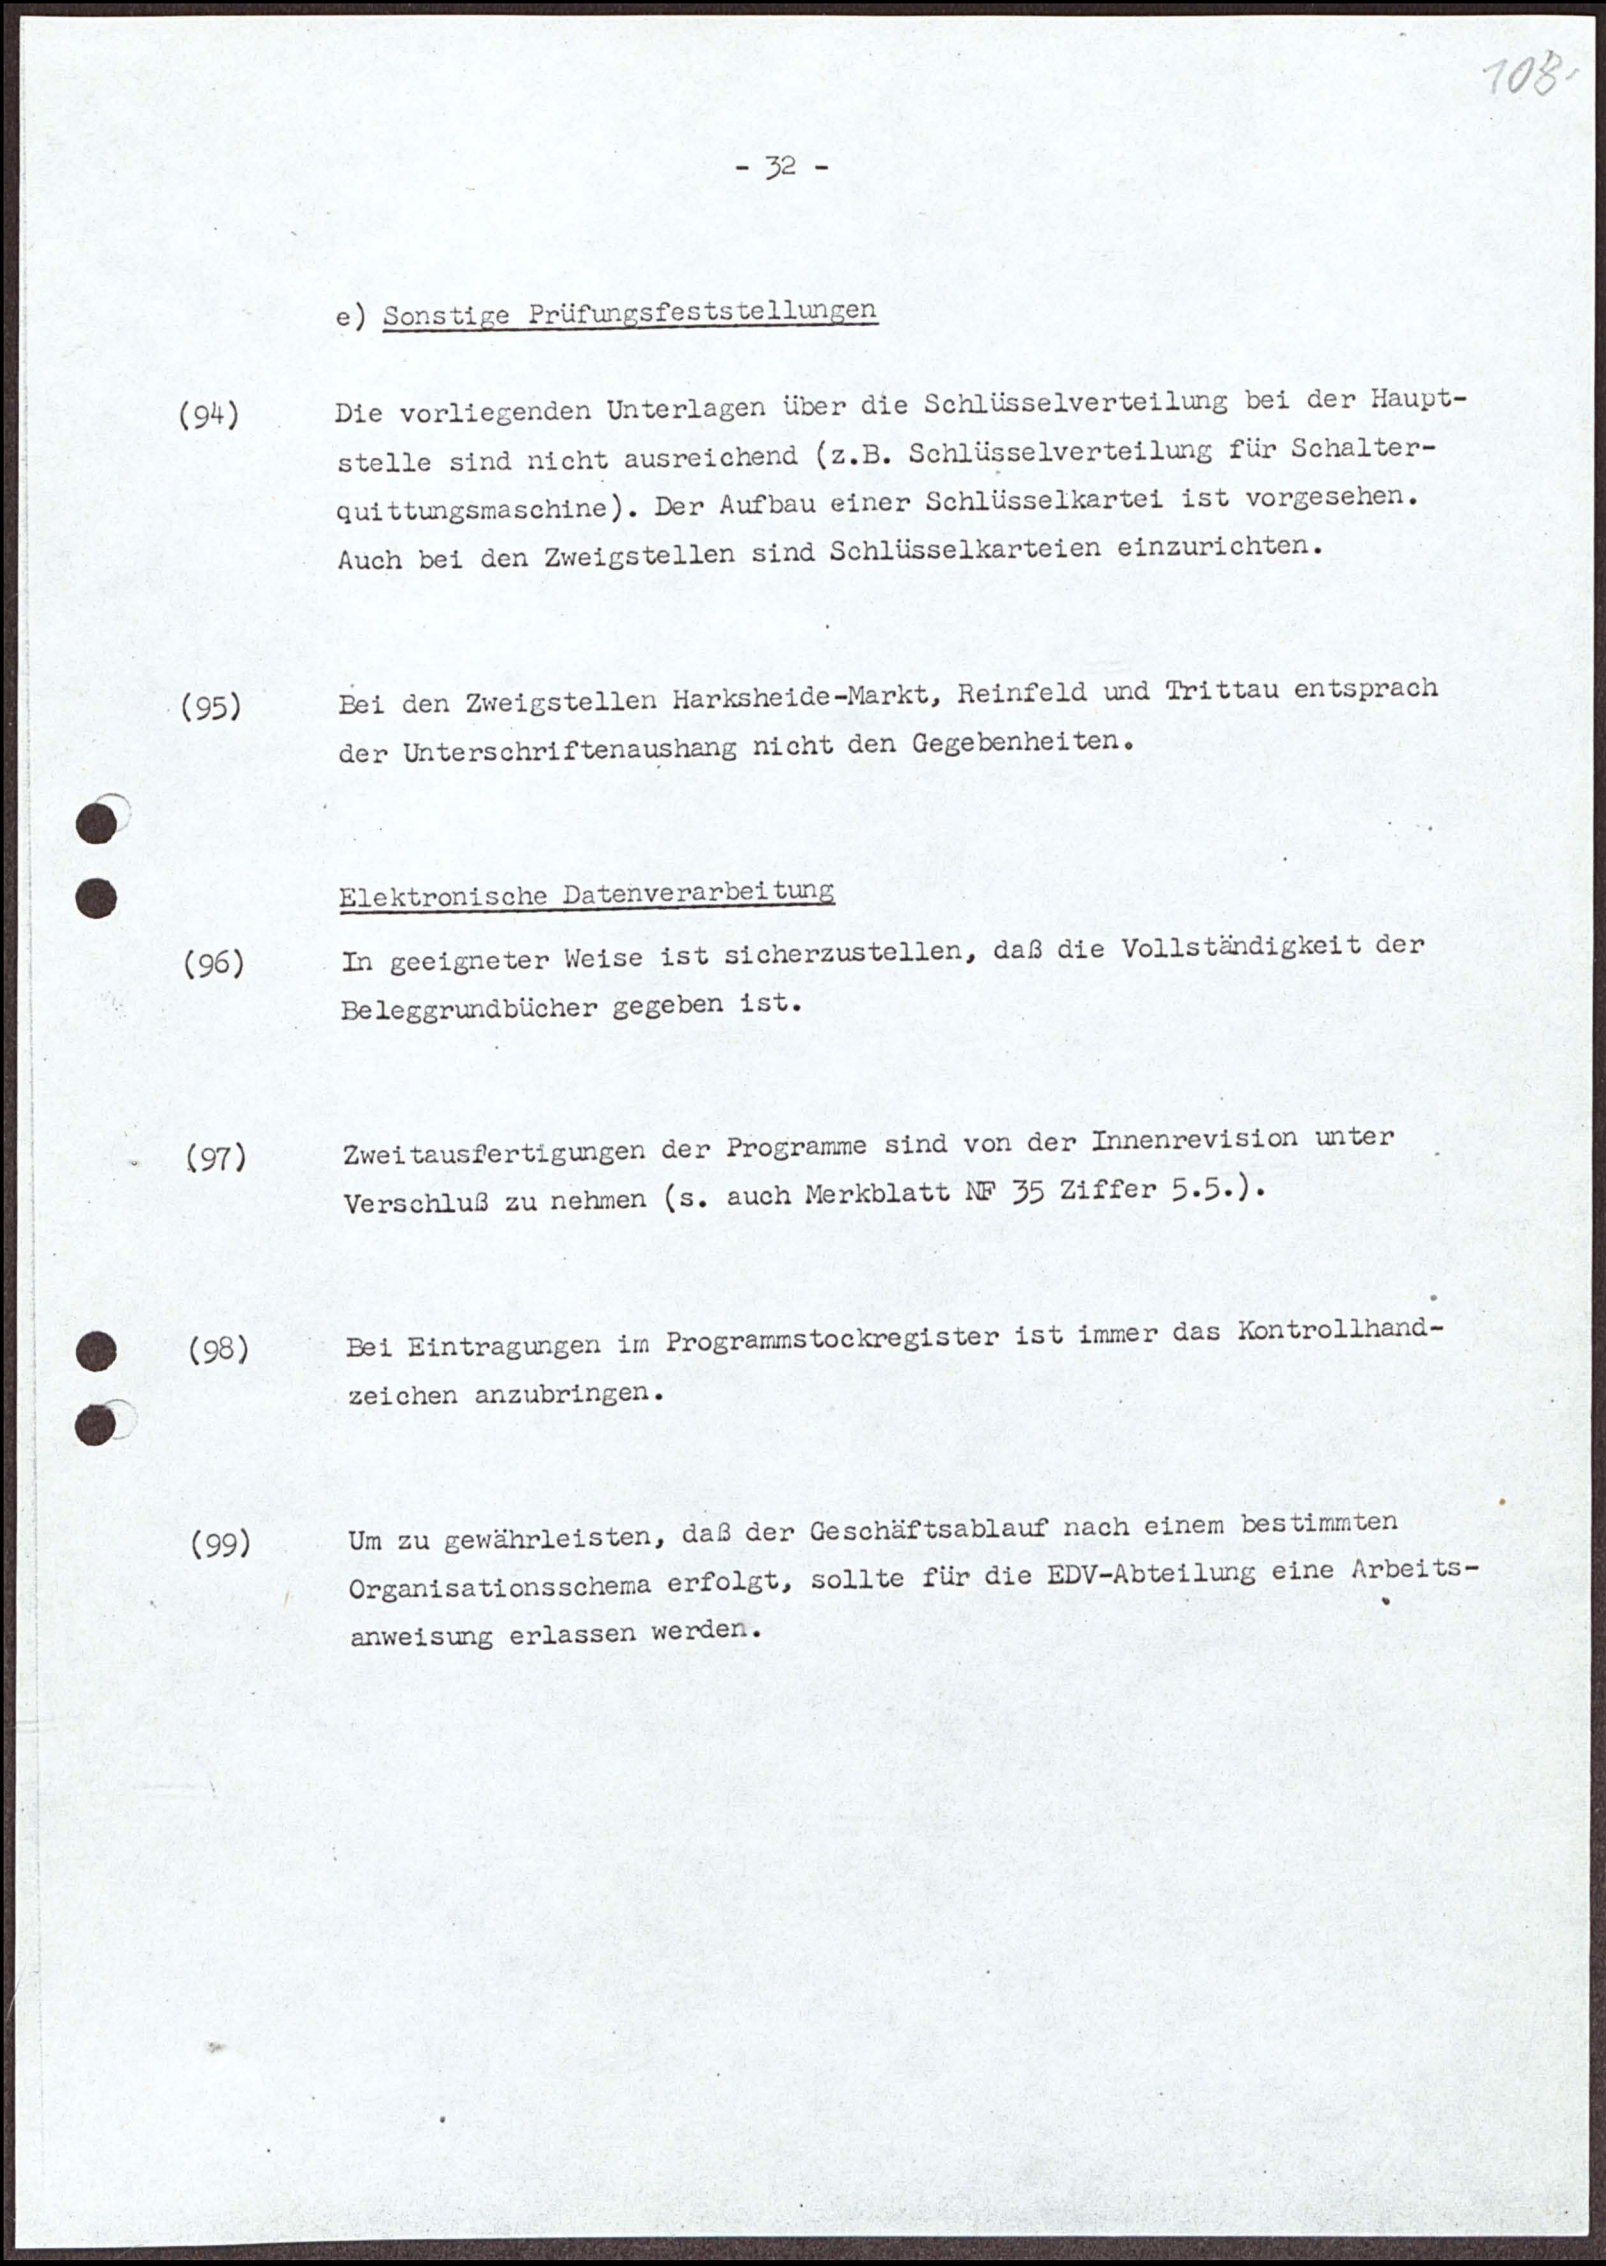 108.
- 32 -
e) Sonstige Prüfungsfeststellungen
(94) Die vorliegenden Unterlagen über die Schlüsselverteilung bei der Haupt-
stelle sind nicht ausreichend (z.B. Schlüsselverteilung für Schalter-
quittungsmaschine). Der Aufbau einer Schlüsselkartei ist vorgesehen.
Auch bei den Zweigstellen sind Schlüsselkarteien einzurichten.
(95) Bei den Zweigstellen Harksheide-Markt, Reinfeld und Trittau entsprach
der Unterschriftenaushang nicht den Gegebenheiten.
Elektronische Datenverarbeitung
(96) In geeigneter Weise ist sicherzustellen, daß die Vollständigkeit der
Beleggrundbücher gegeben ist.
(97) Zweitausfertigungen der Programme sind von der Innenrevision unter
Verschluß zu nehmen (s. auch Merkblatt NF 35 Ziffer 5.5.).
(98) Bei Eintragungen im Programmstockregister ist immer das Kontrollhand-
zeichen anzubringen.
(99) Um zu gewährleisten, daß der Geschäftsablauf nach einem bestimmten
Organisationsschema erfolgt, sollte für die EDV-Abteilung eine Arbeits-
anweisung erlassen werden.